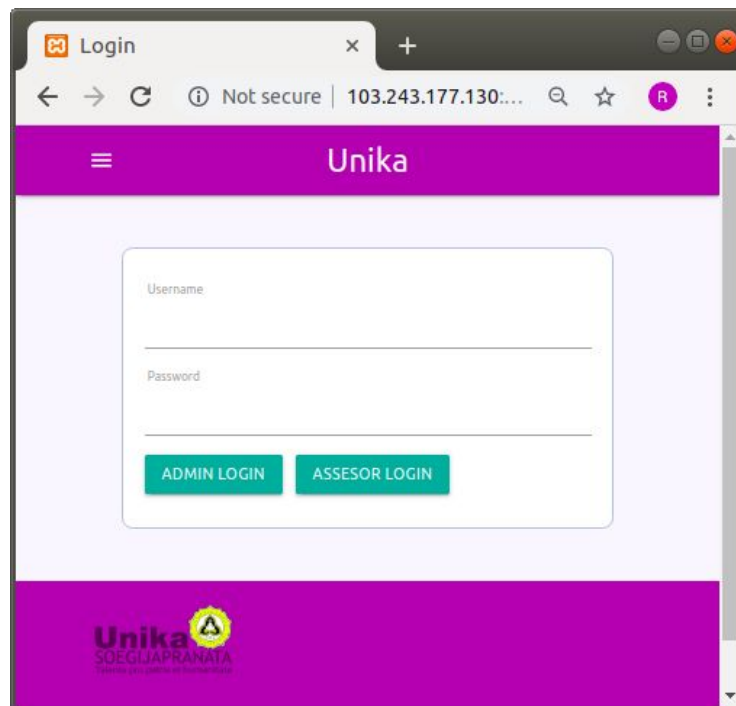 Login
Not secure | 103.243.177.130:...
R
Unika
Username
Password
ADMIN LOGIN
ASSESOR LOGIN
Unika
SOEGIJAPRANATA